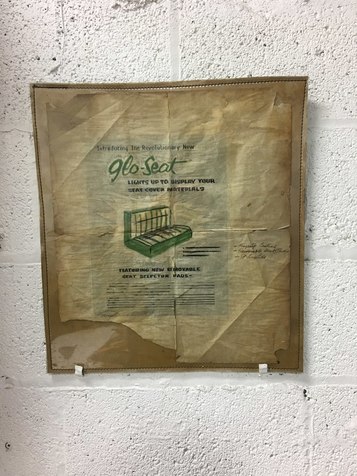 Introducing the Revolutionary New
glo-seat
LIGHTS UP TO DISPLAY YOUR
SEAT COVER MATERIALS
FEATURING NEW REMOVABLE
SEAT SELECTOR PADS-